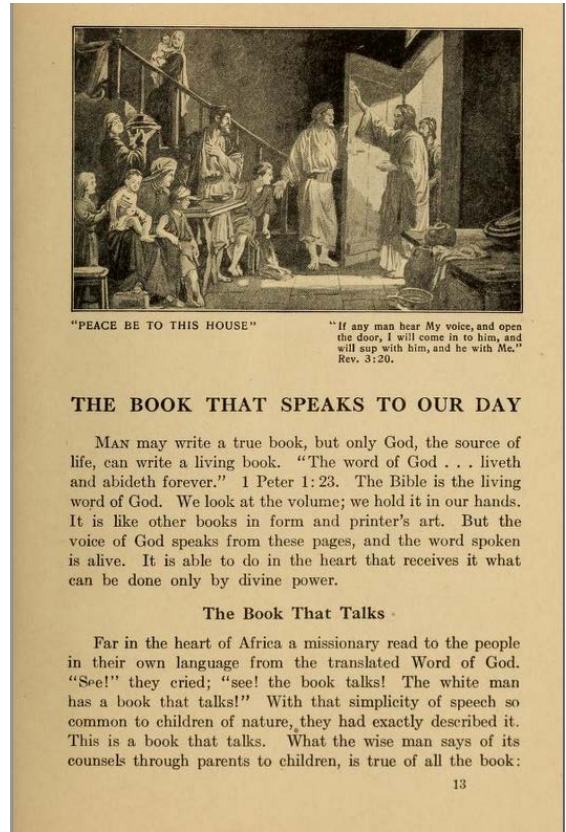 "PEACE BE TO THIS HOUSE"
"If any man hear My voice, and open
the door, I will come in to him, and
will sup with him, and he with Me."
Rev. 3:20.
THE BOOK THAT SPEAKS TO OUR DAY
MAN may write a true book, but only God, the source of
life, can write a living book. "The word of God . . . liveth
and abideth forever." 1 Peter 1:23. The Bible is the living
word of God. We look at the volume; we hold it in our hands.
It is like other books in form and printer's art. But the
voice of God speaks from these pages, and the word spoken
is alive. It is able to do in the heart that receives it what
can be done only by divine power.
The Book That Talks
Far in the heart of Africa a missionary read to the people
in their own language from the translated Word of God.
"See!" they cried; "see! the book talks! The white man
has a book that talks!" With that simplicity of speech so
common to children of nature, they had exactly described it.
This is a book that talks. What the wise man says of its
counsels through parents to children, is true of all the book:
13